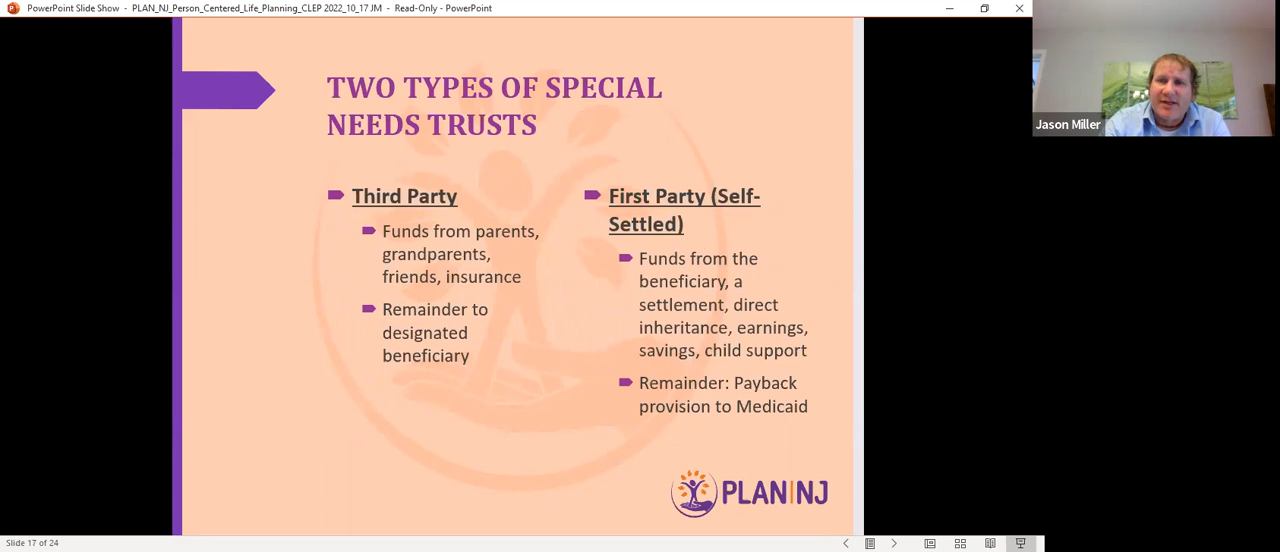 PowerPoint Slide Show - PLAN_NJ_Person_Centered_Life_Planning_CLEP 2022_10_17 JM - Read-Only - PowerPoint
TWO TYPES OF SPECIAL
NEEDS TRUSTS
Third Party
Funds from parents,
grandparents,
friends, insurance
Remainder to
designated
beneficiary
First Party (Self-
Settled)
Funds from the
beneficiary, a
settlement, direct
inheritance, earnings,
savings, child support
Remainder: Payback
provision to Medicaid
PLAN|NJ
Jason Miller
Slide 17 of 24